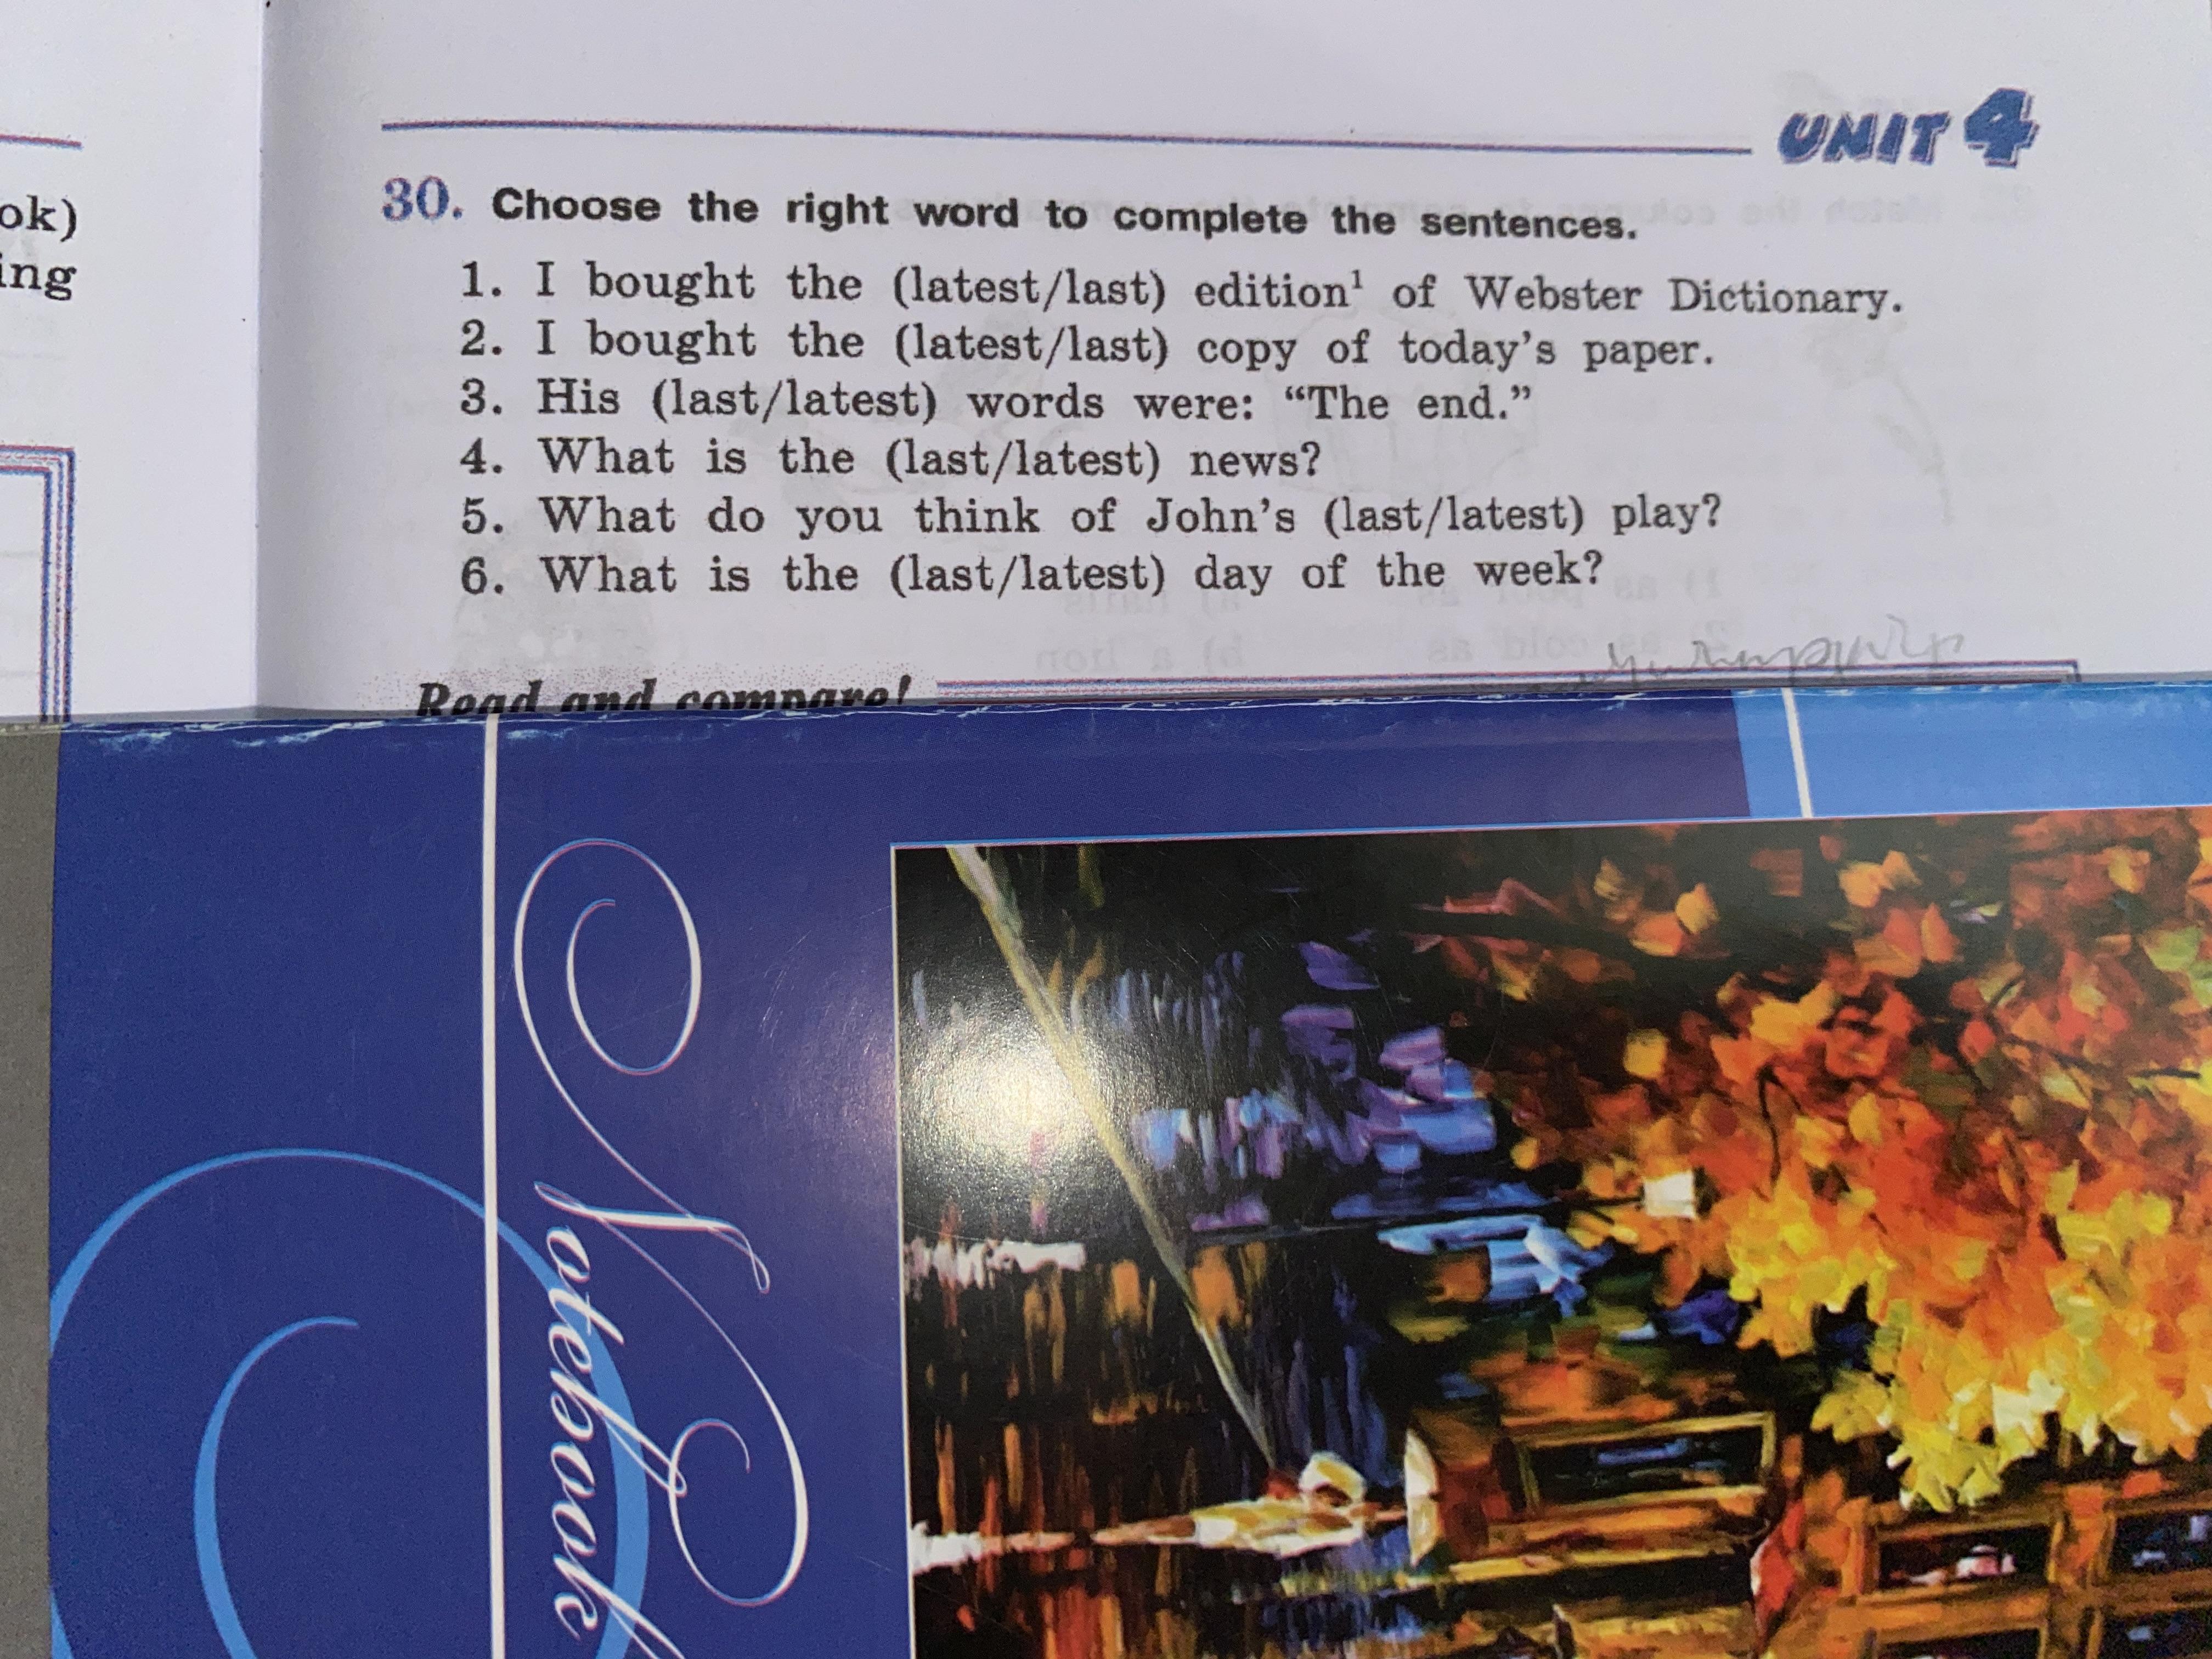 ok)
ing
UNIT 4
30. Choose the right word to complete the sentences.
1. I bought the (latest/last) edition¹ of Webster Dictionary.
2. I bought the (latest/last) copy of today's paper.
3. His (last/latest) words were: “The end.”
4. What is the (last/latest) news?
5. What do you think of John's (last/latest) play?
6. What is the (last/latest) day of the week?
Read and compare!
Notebook